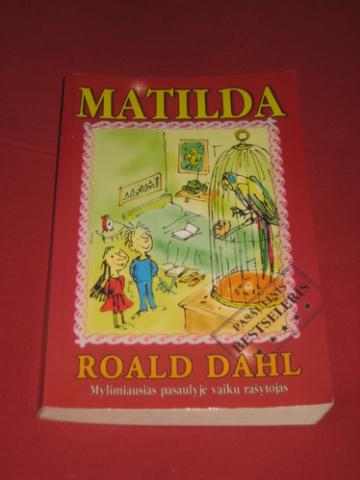 MATILDA
PASAULINIS
BESTSELERIS
ROALD DAHL
Mylimiausias pasaulyje vaikų rašytojas